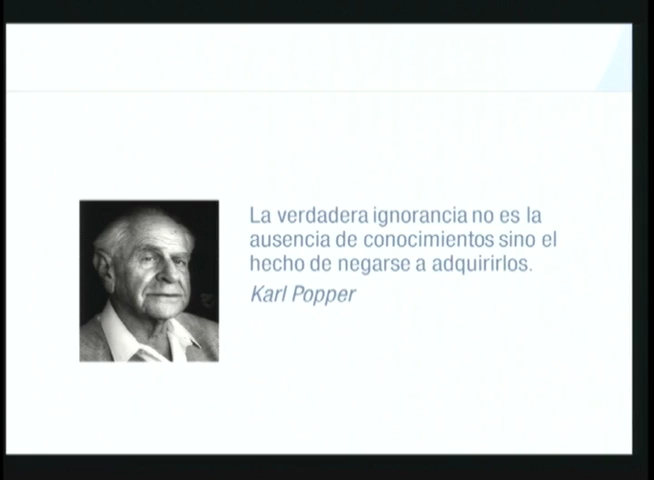 La verdadera ignorancia no es la
ausencia de conocimientos sino el
hecho de negarse a adquirirlos.
Karl Popper